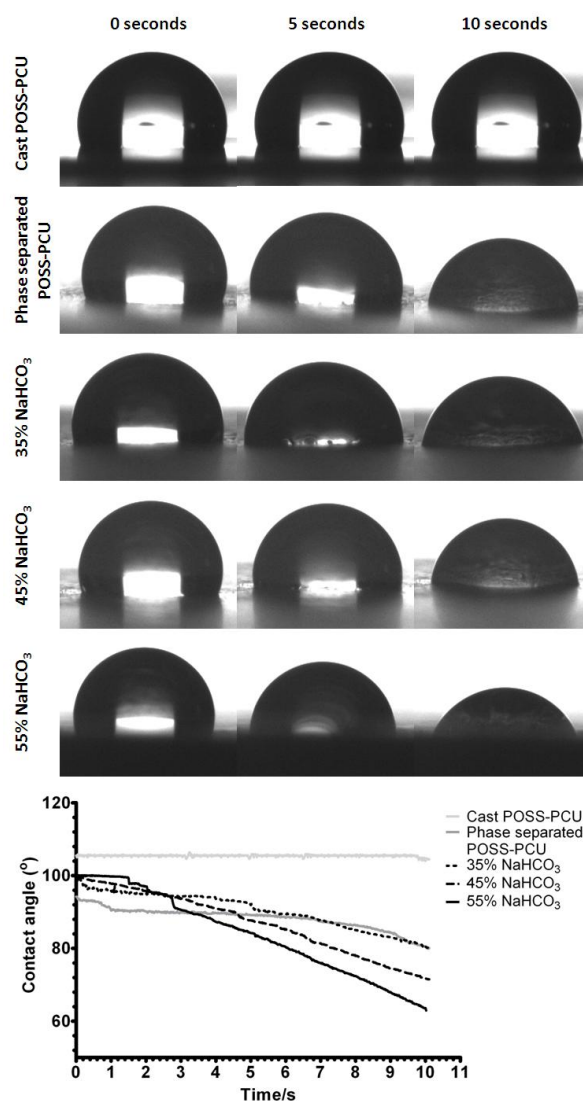 0 seconds 5 seconds 10 seconds
Cast POSS-PCU
Phase separated
POSS-PCU
35% NaHCO₃
45% NaHCO₃
55% NaHCO₃
Contact angle (°)
120
100
80
60
0 1 2 3 4 5 6 7 8 9 10 11
Time/s
Cast POSS-PCU
Phase separated
POSS-PCU
35% NaHCO₃
45% NaHCO₃
55% NaHCO₃